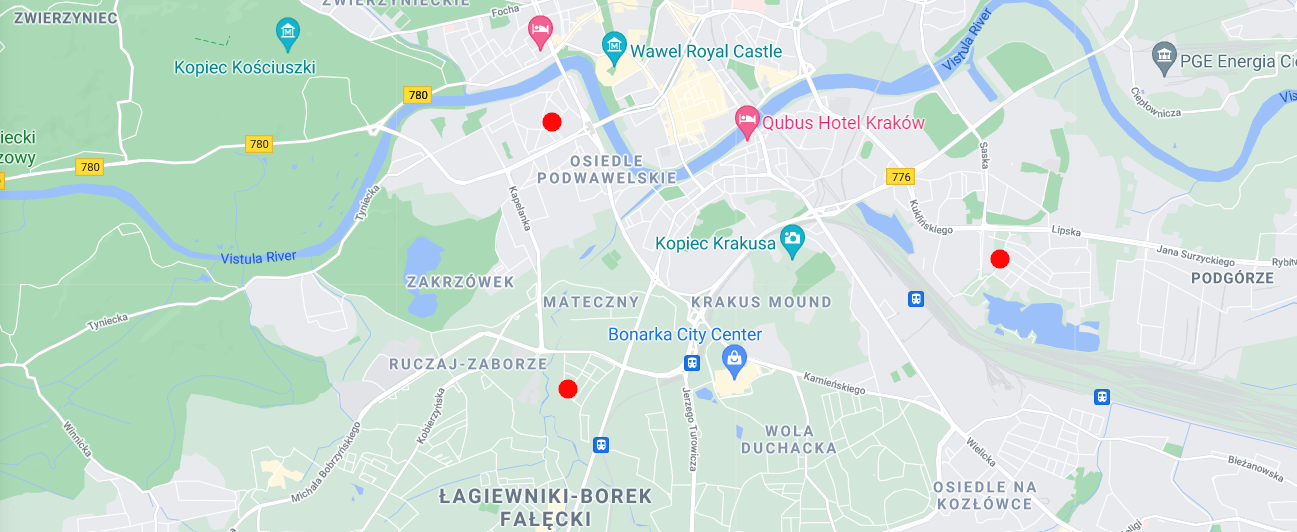 ZWIERZYNIECKIE
ZWIERZYNIEC
Focha
Kopiec Kościuszki
Wawel Royal Castle
Vistula River
PGE Energia Ci
780
Ciepłownicza
Qubus Hotel Kraków
iecki
zowy
780
780
Vistu
OSIEDLE
PODWAWELSKIE
Saska
776
Tyniecka
Kapelanka
Kuklińskiego
Lipska
Kopiec Krakusa
Jana Surzyckiego
Rybitw
Vistula River
PODGÓRZE
ZAKRZÓWEK
MATECZNY
KRAKUS MOUND
Tyniecka
Bonarka City Center
RUCZAJ-ZABORZE
Kamieńskiego
Kobierzyńska
Jerzego Turowicza
Winnicka
WOLA
DUCHACKA
Michała Bobrzyńskiego
Wielicka
Bieżanowska
ŁAGIEWNIKI-BOREK
FAŁĘCKI
OSIEDLE NA
KOZŁÓWCE